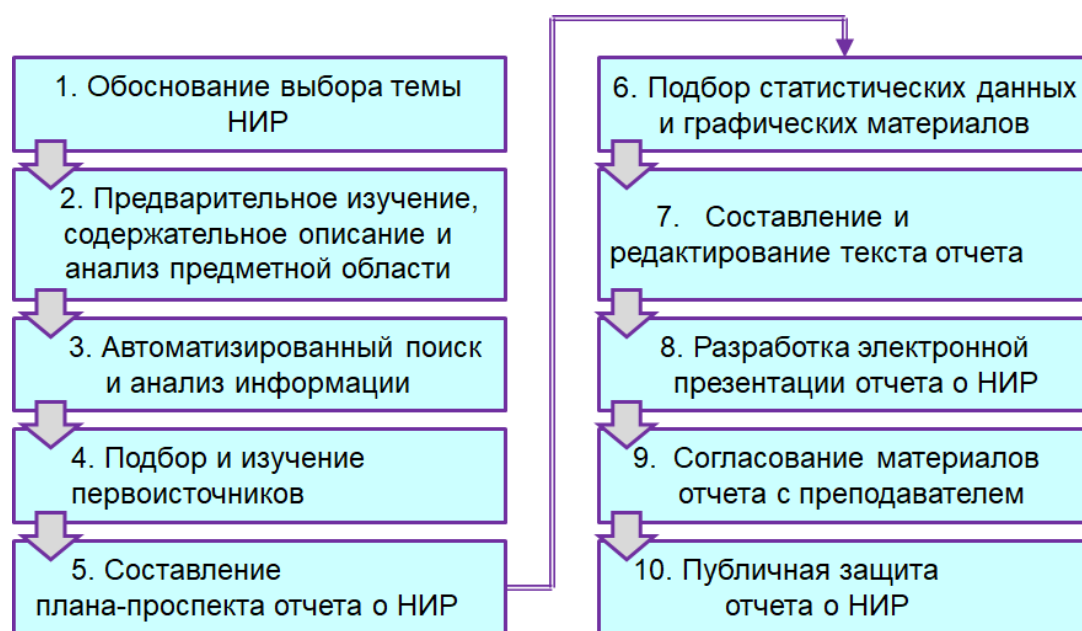 1. Обоснование выбора темы
НИР
2. Предварительное изучение,
содержательное описание и
анализ предметной области
3. Автоматизированный поиск
и анализ информации
4. Подбор и изучение
первоисточников
5. Составление
плана-проспекта отчета о НИР
6. Подбор статистических данных
и графических материалов
7. Составление и
редактирование текста отчета
8. Разработка электронной
презентации отчета о НИР
9. Согласование материалов
отчета с преподавателем
10. Публичная защита
отчета о НИР